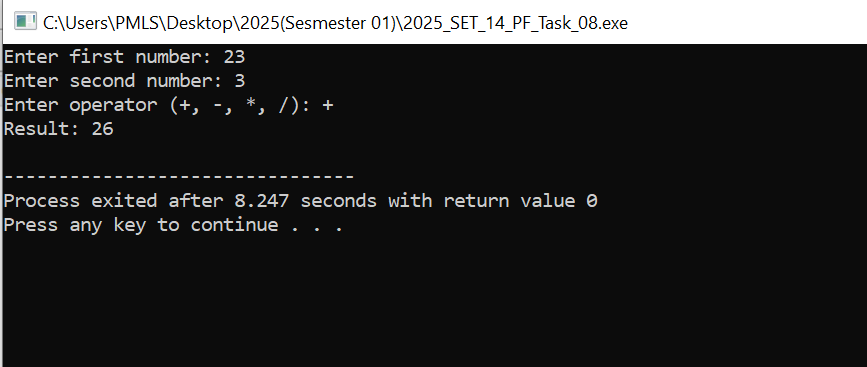 C:\Users\PMLS\Desktop\2025(Sesmester 01)\2025_SET_14_PF_Task_08.exe
Enter first number: 23
Enter second number: 3
Enter operator (+, -, *, /): +
Result: 26
--------------------------------
Process exited after 8.247 seconds with return value 0
Press any key to continue . . .